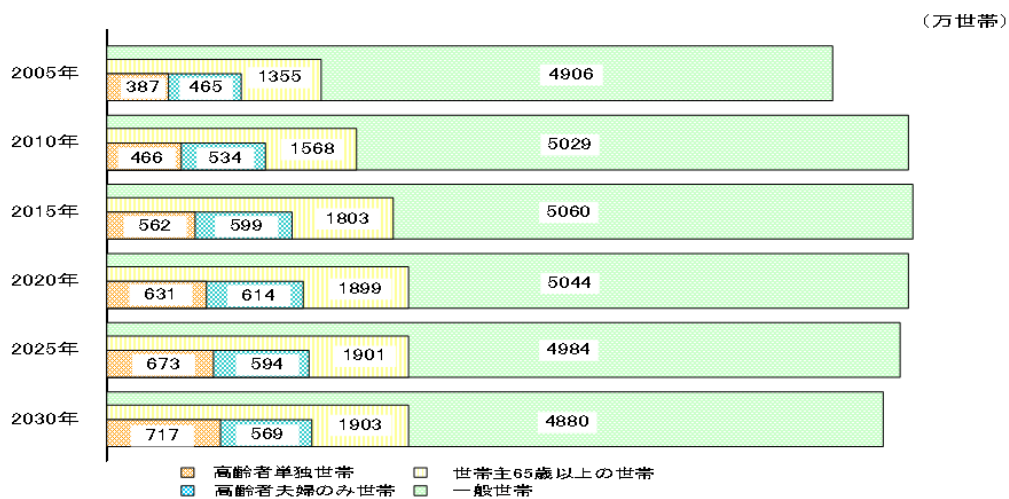 (万世帯)
2005年 387 465 1355 4906
2010年 466 534 1568 5029
2015年 562 599 1803 5060
2020年 631 614 1899 5044
2025年 673 594 1901 4984
2030年 717 569 1903 4880
高齢者単独世帯 世帯主65歳以上の世帯
高齢者夫婦のみ世帯 一般世帯